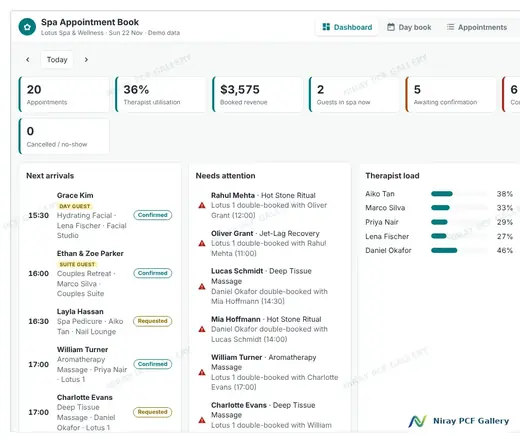 Spa Appointment Book
Lotus Spa & Wellness · Sun 22 Nov · Demo data
Dashboard
Day book
Appointments
Today
20
Appointments
36%
Therapist utilisation
$3,575
Booked revenue
2
Guests in spa now
5
Awaiting confirmation
6
Co
0
Cancelled / no-show
Next arrivals
Grace Kim
DAY GUEST
15:30
Hydrating Facial ·
Lena Fischer · Facial
Studio
Confirmed
Ethan & Zoe Parker
SUITE GUEST
16:00
Couples Retreat ·
Marco Silva ·
Couples Suite
Confirmed
Layla Hassan
16:30
Spa Pedicure · Aiko
Tan · Nail Lounge
Requested
William Turner
17:00
Aromatherapy
Massage · Priya Nair
· Lotus 1
Confirmed
Charlotte Evans
17:00
Deep Tissue
Massage · Daniel
Okafor · Lotus 1
Requested
Needs attention
Rahul Mehta · Hot Stone Ritual
Lotus 1 double-booked with Oliver
Grant (12:00)
Oliver Grant · Jet-Lag Recovery
Lotus 1 double-booked with Rahul
Mehta (11:00)
Lucas Schmidt · Deep Tissue
Massage
Daniel Okafor double-booked with
Mia Hoffmann (14:30)
Mia Hoffmann · Hot Stone Ritual
Daniel Okafor double-booked with
Lucas Schmidt (14:00)
William Turner · Aromatherapy
Massage
Lotus 1 double-booked with Charlotte
Evans (17:00)
Charlotte Evans · Deep Tissue
Massage
Lotus 1 double-booked with William
Therapist load
Aiko Tan 38%
Marco Silva 33%
Priya Nair 29%
Lena Fischer 27%
Daniel Okafor 46%
Niray PCF Gallery
NIRAY PCF GALLERY